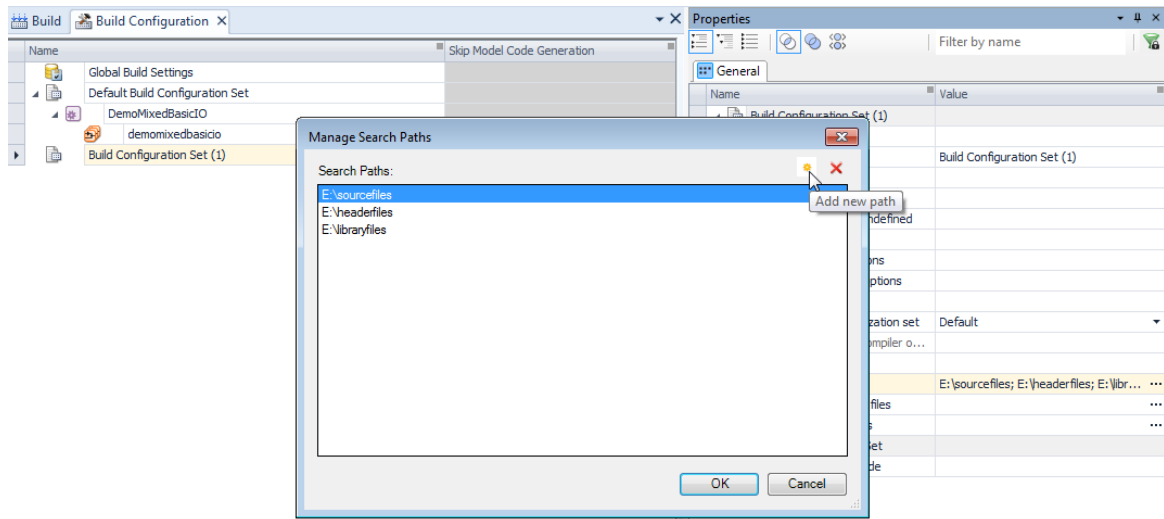 Build Build Configuration
Name Skip Model Code Generation
Global Build Settings
Default Build Configuration Set
DemoMixedBasicIO
demomixedbasicio
Build Configuration Set (1)
Manage Search Paths
Search Paths:
E:\sourcefiles
E:\headerfiles
E:\libraryfiles
Add new path
OK Cancel
Properties
Filter by name
General
Name Value
Build Configuration Set (1)
Build Configuration Set (1)
ndefined
ons
ptions
zation set Default
ompiler o...
E:\sourcefiles; E:\headerfiles; E:\libr... ...
files ...
s ...
Set
de